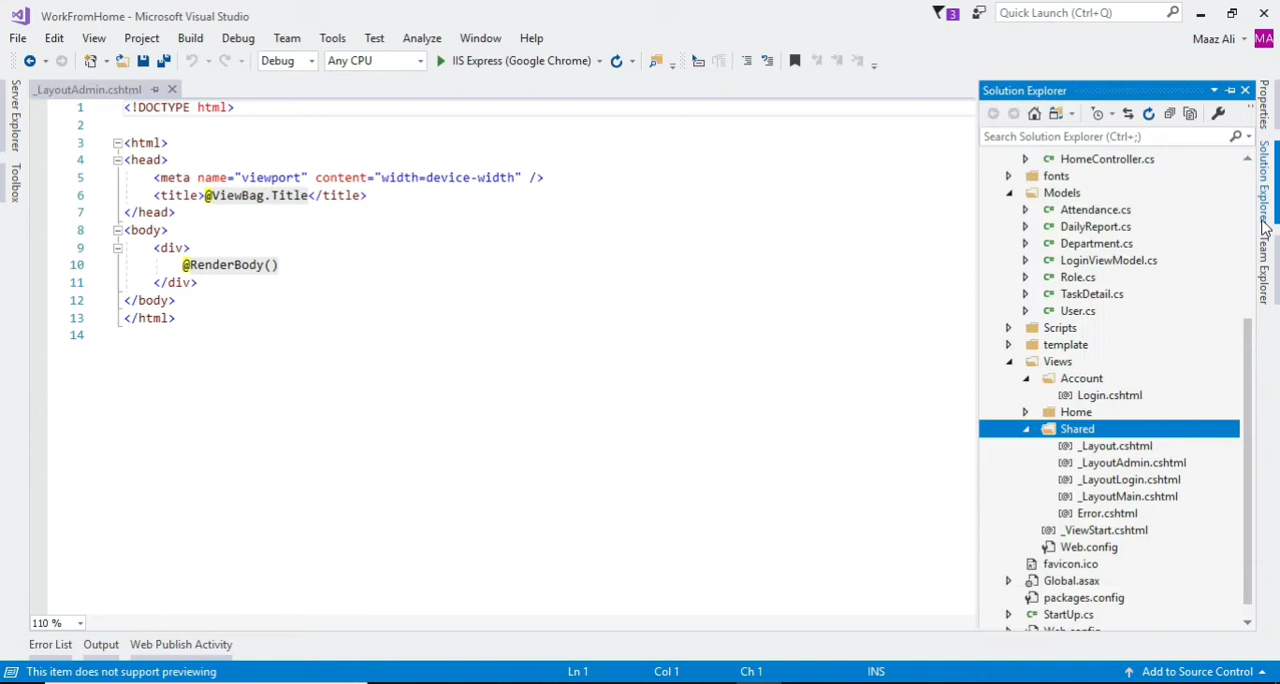 WorkFromHome - Microsoft Visual Studio
3
Quick Launch (Ctrl+Q)
File Edit View Project Build Debug Team Tools Test Analyze Window Help
Maaz Ali MA
Debug Any CPU IIS Express (Google Chrome)
_LayoutAdmin.cshtml
Server Explorer
Toolbox
1 <!DOCTYPE html>
2
3 <html>
4 <head>
5 <meta name="viewport" content="width=device-width" />
6 <title>@ViewBag.Title</title>
7 </head>
8 <body>
9 <div>
10 @RenderBody()
11 </div>
12 </body>
13 </html>
14
Solution Explorer
Search Solution Explorer (Ctrl+;)
HomeController.cs
fonts
Models
Attendance.cs
DailyReport.cs
Department.cs
LoginViewModel.cs
Role.cs
TaskDetail.cs
User.cs
Scripts
template
Views
Account
Login.cshtml
Home
Shared
_Layout.cshtml
_LayoutAdmin.cshtml
_LayoutLogin.cshtml
_LayoutMain.cshtml
Error.cshtml
_ViewStart.cshtml
Web.config
favicon.ico
Global.asax
packages.config
StartUp.cs
Web.config
Properties
Solution Explorer
Team Explorer
110 %
Error List Output Web Publish Activity
This item does not support previewing Ln 1 Col 1 Ch 1 INS Add to Source Control